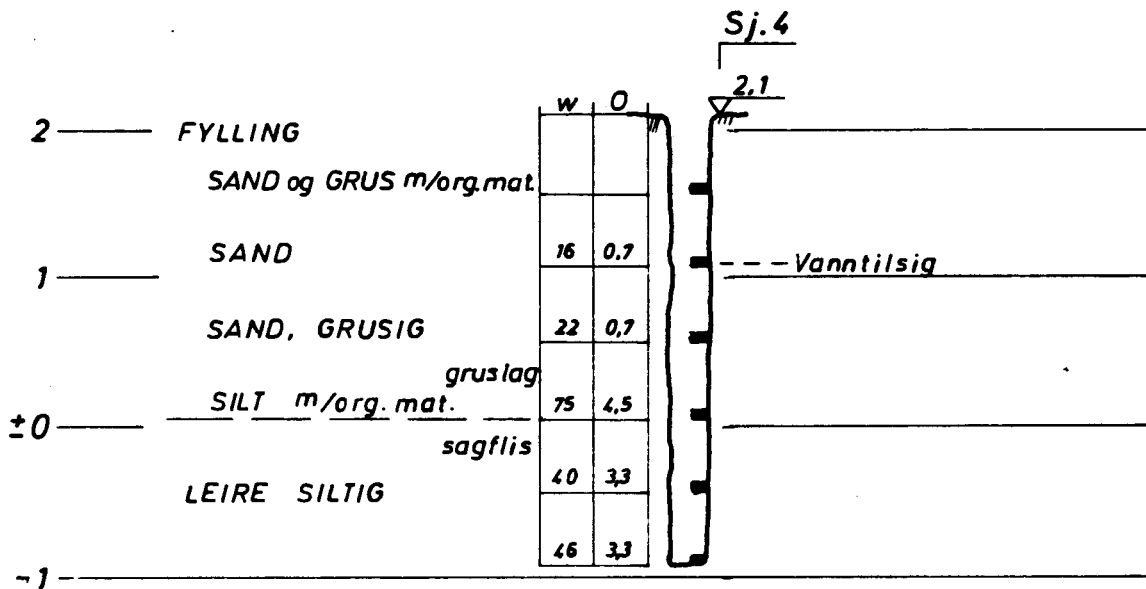 Sj. 4
w O 2,1
2 FYLLING
SAND og GRUS m/org.mat.
SAND 16 0,7 Vanntilsig
1
SAND, GRUSIG 22 0,7
gruslag
SILT m/org. mat. 75 4,5
±0
sagflis
LEIRE SILTIG 40 3,3
46 3,3
-1